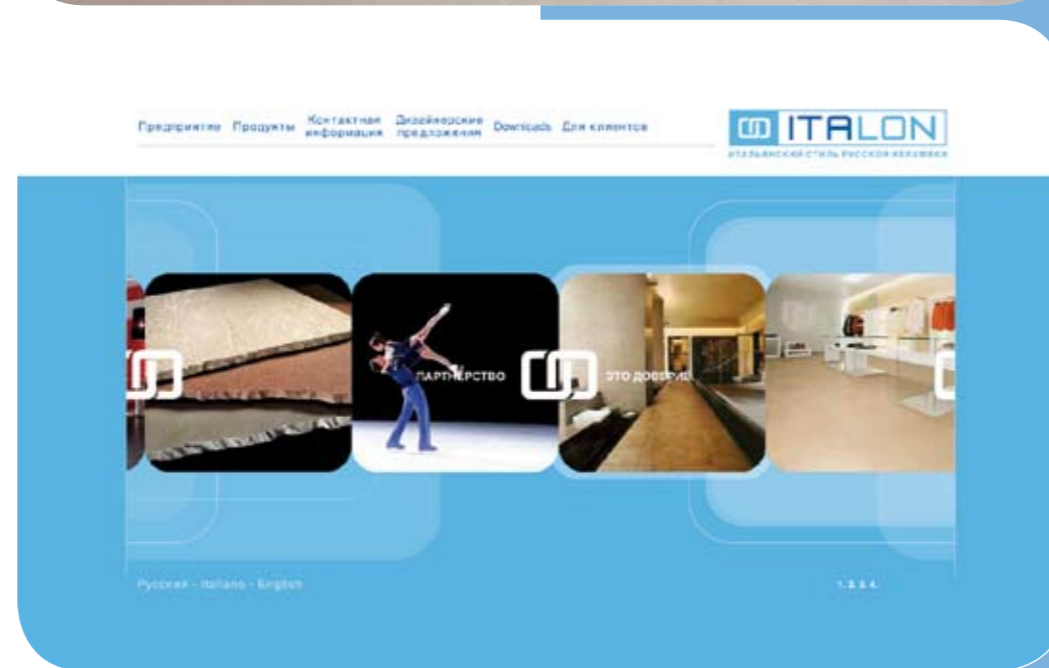 Предприятие Продукты Контактная информация Дизайнерские предложения Downloads Для клиентов
ITALON
ИТАЛЬЯНСКИЙ СТИЛЬ РУССКОЙ КЕРАМИКИ
ПАРТНЕРСТВО
ЭТО ДОВЕРИЕ
Русский - Italiano - English
1. 2. 3. 4.